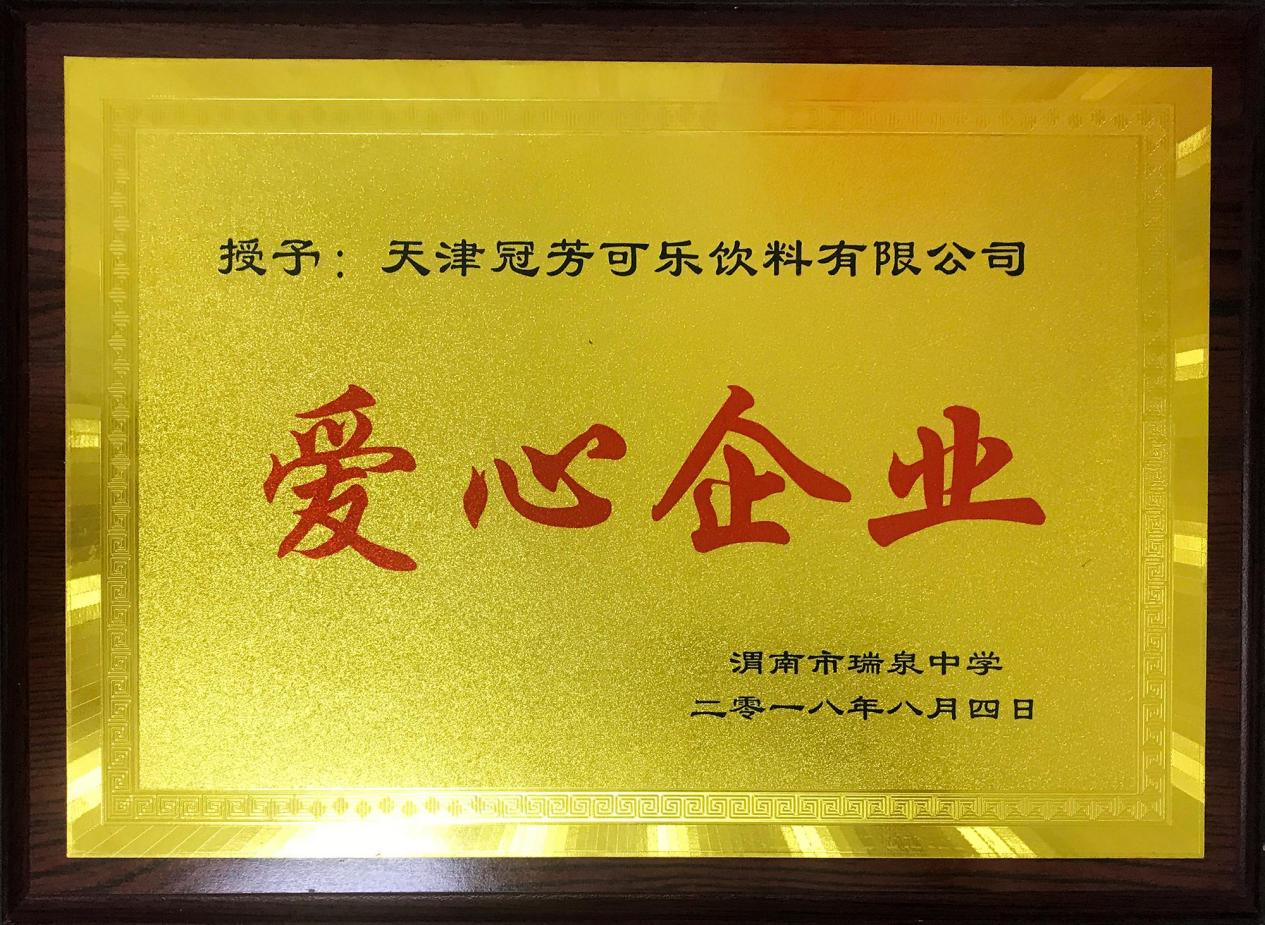 授予：天津冠芳可乐饮料有限公司
爱心企业
渭南市瑞泉中学
二零一八年八月四日